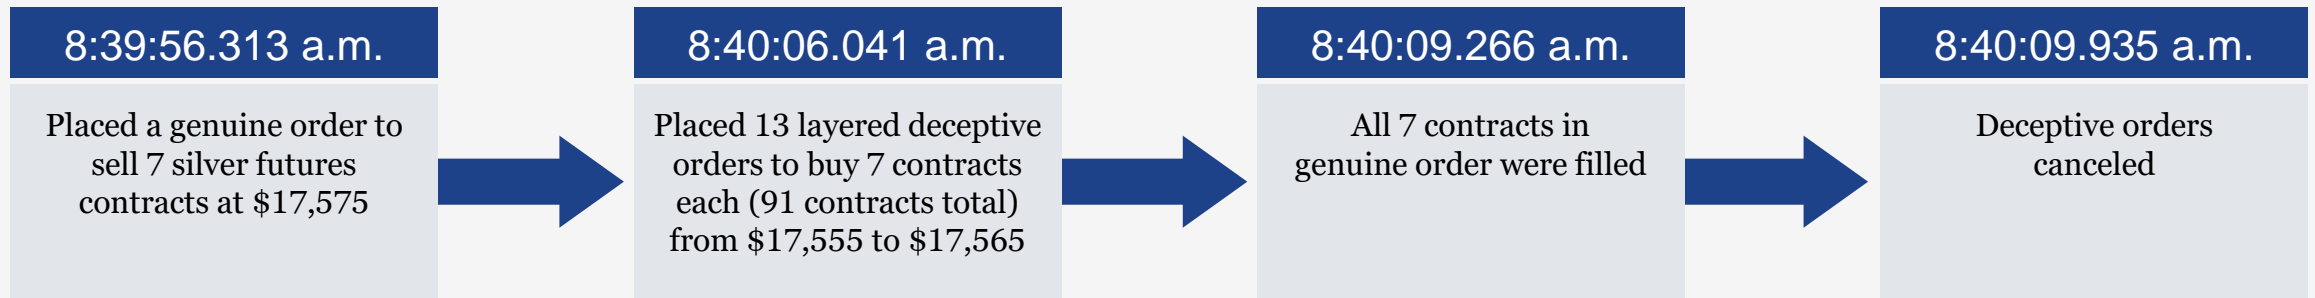 8:39:56.313 a.m.
Placed a genuine order to
sell 7 silver futures
contracts at $17,575
8:40:06.041 a.m.
Placed 13 layered deceptive
orders to buy 7 contracts
each (91 contracts total)
from $17,555 to $17,565
8:40:09.266 a.m.
All 7 contracts in
genuine order were filled
8:40:09.935 a.m.
Deceptive orders
canceled